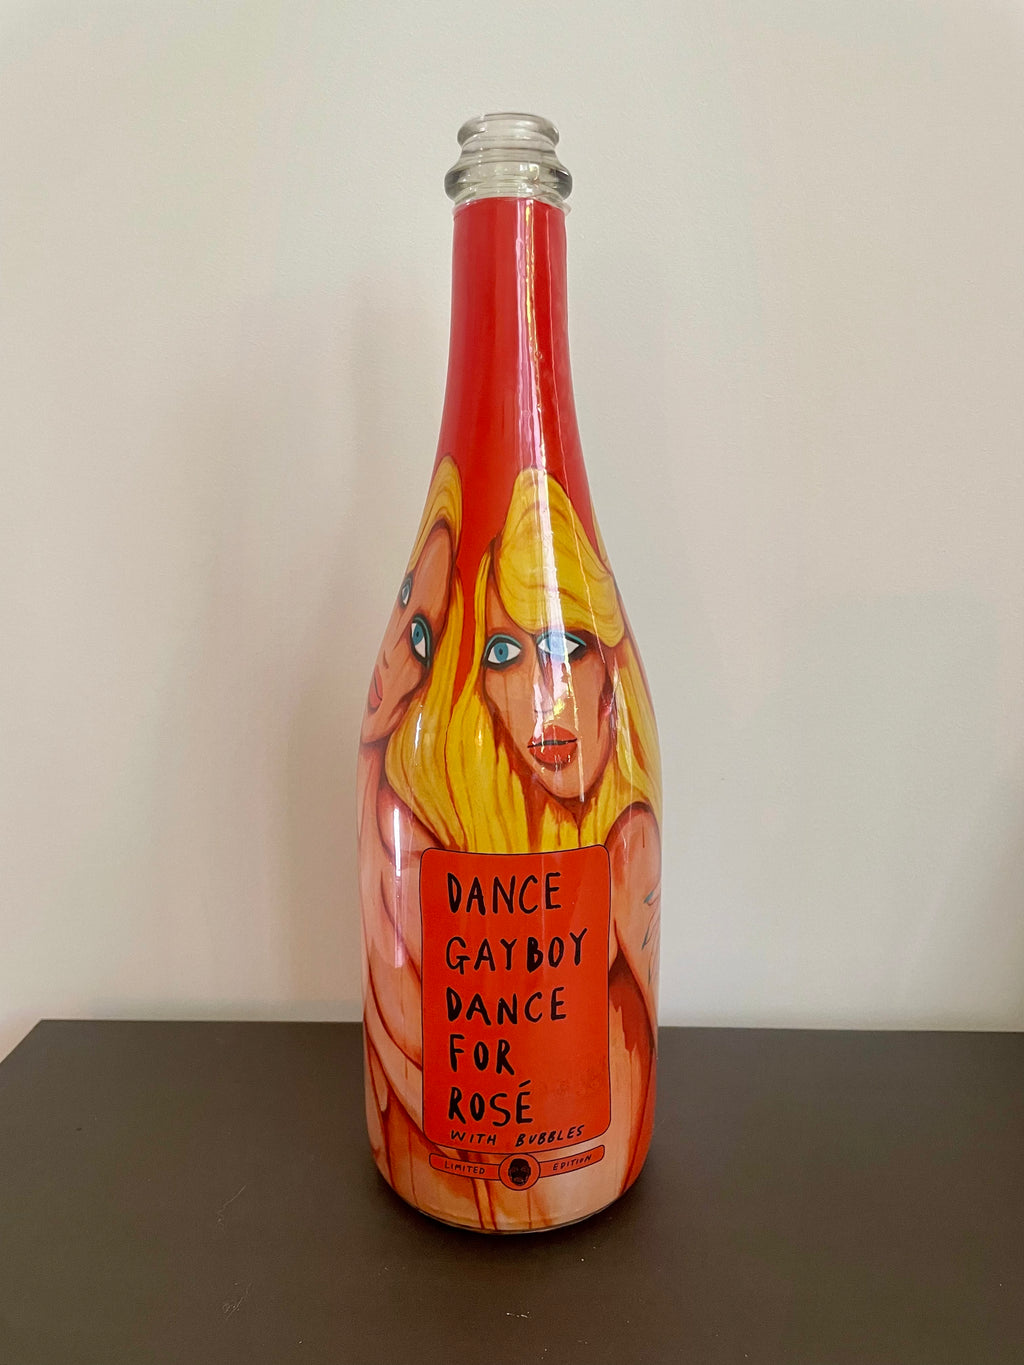 DANCE
GAYBOY
DANCE
FOR
ROSÉ
WITH BUBBLES
LIMITED EDITION